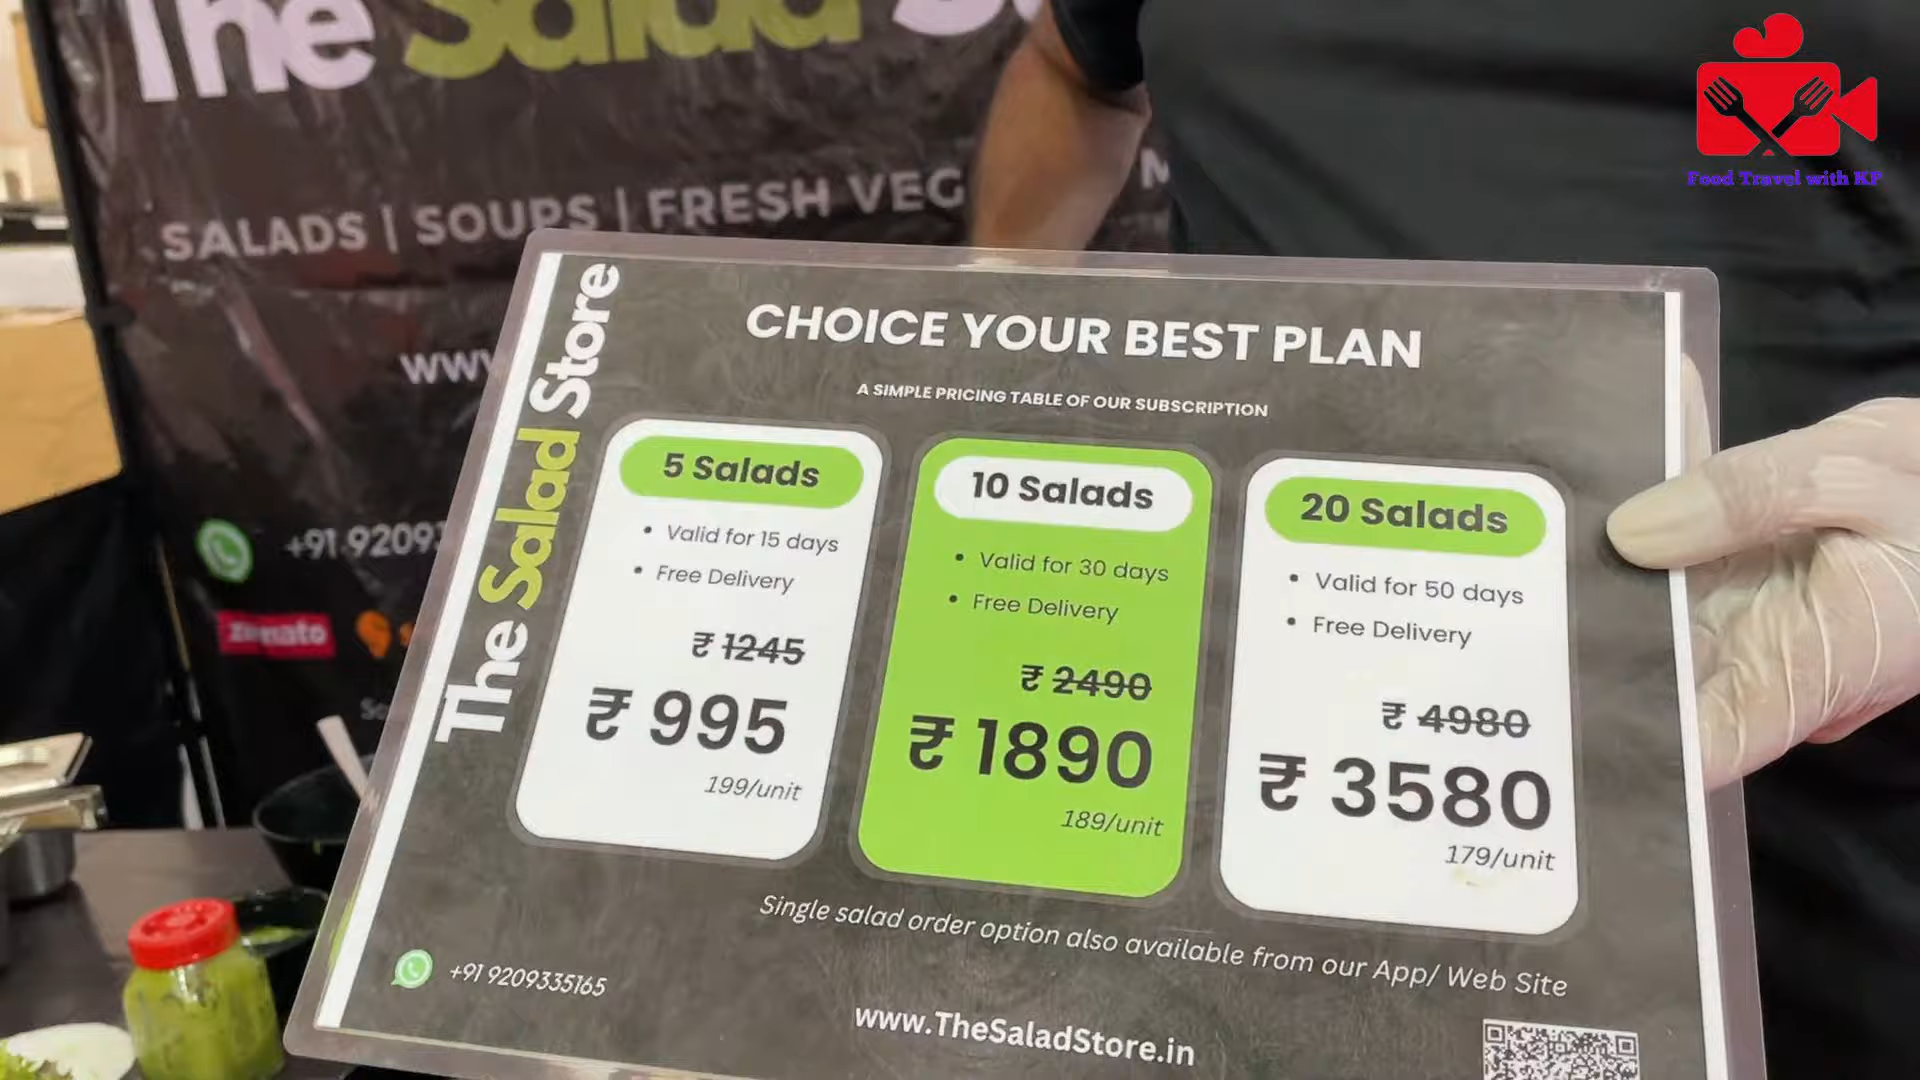 The Salad
SALADS | SOUPS | FRESH VEG
www
+91 9209
zomato
Food Travel with KP
The Salad Store
CHOICE YOUR BEST PLAN
A SIMPLE PRICING TABLE OF OUR SUBSCRIPTION
5 Salads
• Valid for 15 days
• Free Delivery
₹ 1245
₹ 995
199/unit
10 Salads
• Valid for 30 days
• Free Delivery
₹ 2490
₹ 1890
189/unit
20 Salads
• Valid for 50 days
• Free Delivery
₹ 4980
₹ 3580
179/unit
Single salad order option also available from our App/ Web Site
+91 9209335165
www.TheSaladStore.in